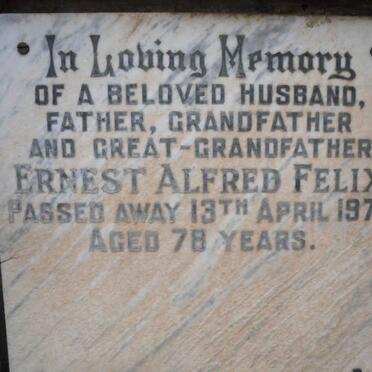 In Loving Memory
OF A BELOVED HUSBAND,
FATHER, GRANDFATHER
AND GREAT-GRANDFATHER
ERNEST ALFRED FELIX
PASSED AWAY 13TH APRIL 197
AGED 78 YEARS.